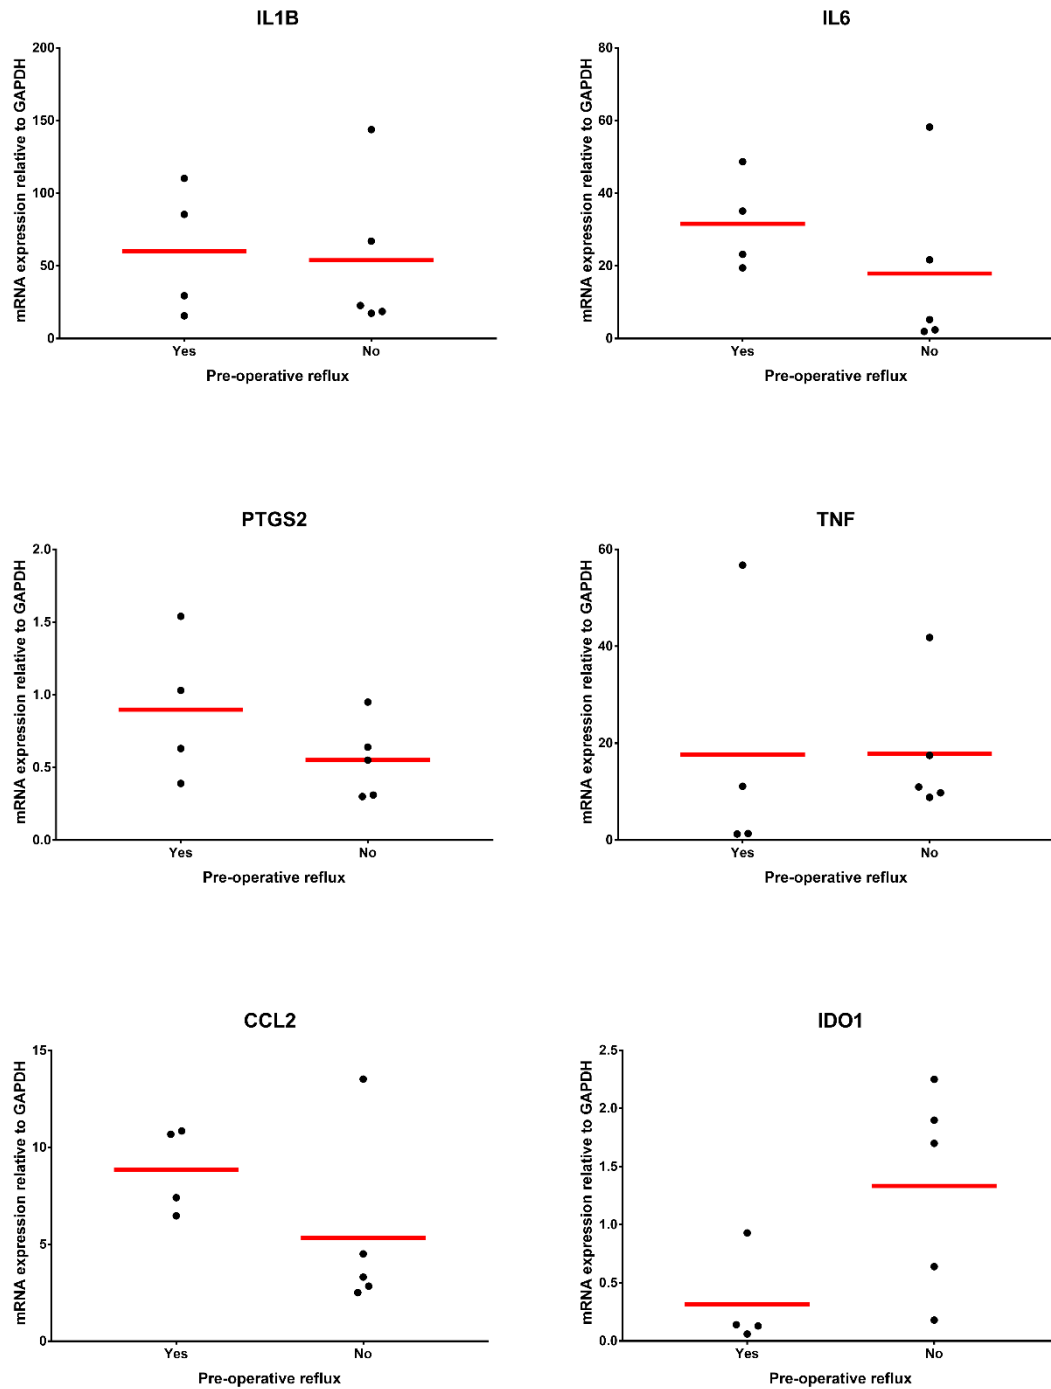 IL1B
mRNA expression relative to GAPDH
200
150
100
50
0
Yes No
Pre-operative reflux
IL6
mRNA expression relative to GAPDH
80
60
40
20
0
Yes No
Pre-operative reflux
PTGS2
mRNA expression relative to GAPDH
2.0
1.5
1.0
0.5
0.0
Yes No
Pre-operative reflux
TNF
mRNA expression relative to GAPDH
60
40
20
0
Yes No
Pre-operative reflux
CCL2
mRNA expression relative to GAPDH
15
10
5
0
Yes No
Pre-operative reflux
IDO1
mRNA expression relative to GAPDH
2.5
2.0
1.5
1.0
0.5
0.0
Yes No
Pre-operative reflux